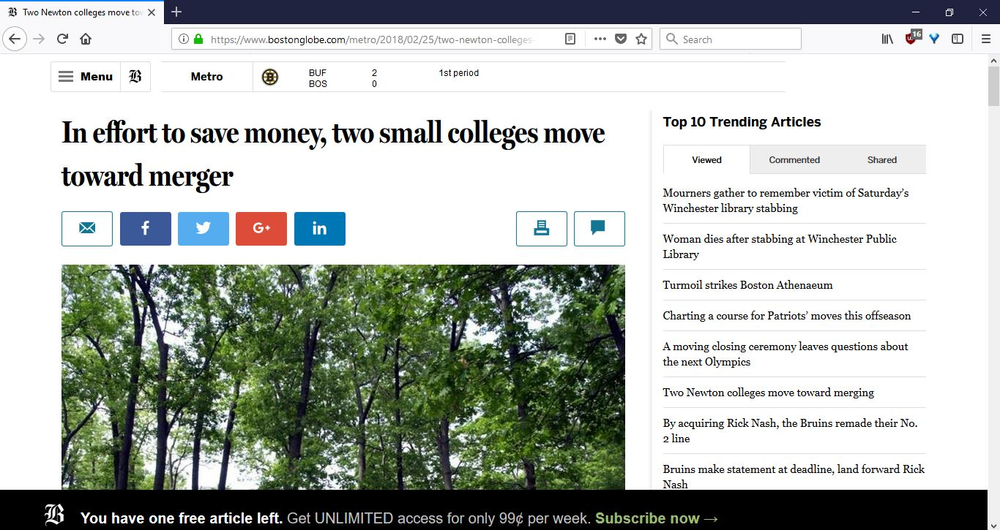 Two Newton colleges move tow
https://www.bostonglobe.com/metro/2018/02/25/two-newton-colleges-
Search
16
Menu
B
Metro
B
BUF 2 1st period
BOS 0
In effort to save money, two small colleges move
toward merger
f
G+
in
Top 10 Trending Articles
Viewed Commented Shared
Mourners gather to remember victim of Saturday’s
Winchester library stabbing
Woman dies after stabbing at Winchester Public
Library
Turmoil strikes Boston Athenaeum
Charting a course for Patriots’ moves this offseason
A moving closing ceremony leaves questions about
the next Olympics
Two Newton colleges move toward merging
By acquiring Rick Nash, the Bruins remade their No.
2 line
Bruins make statement at deadline, land forward Rick
Nash
B
You have one free article left. Get UNLIMITED access for only 99¢ per week. Subscribe now →